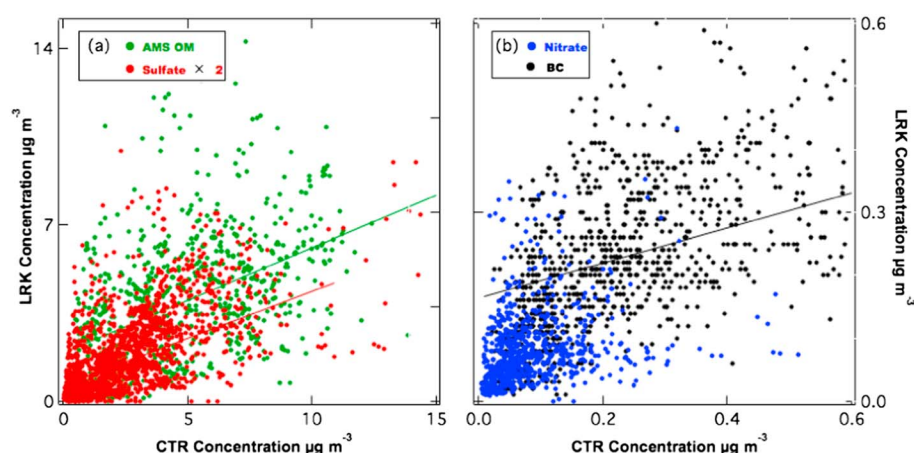 (a)
AMS OM
Sulfate × 2
14
7
0
LRK Concentration µg m-3
0
5
10
15
CTR Concentration µg m-3
(b)
Nitrate
BC
0.6
0.3
0.0
LRK Concentration µg m-3
0.0
0.2
0.4
0.6
CTR Concentration µg m-3